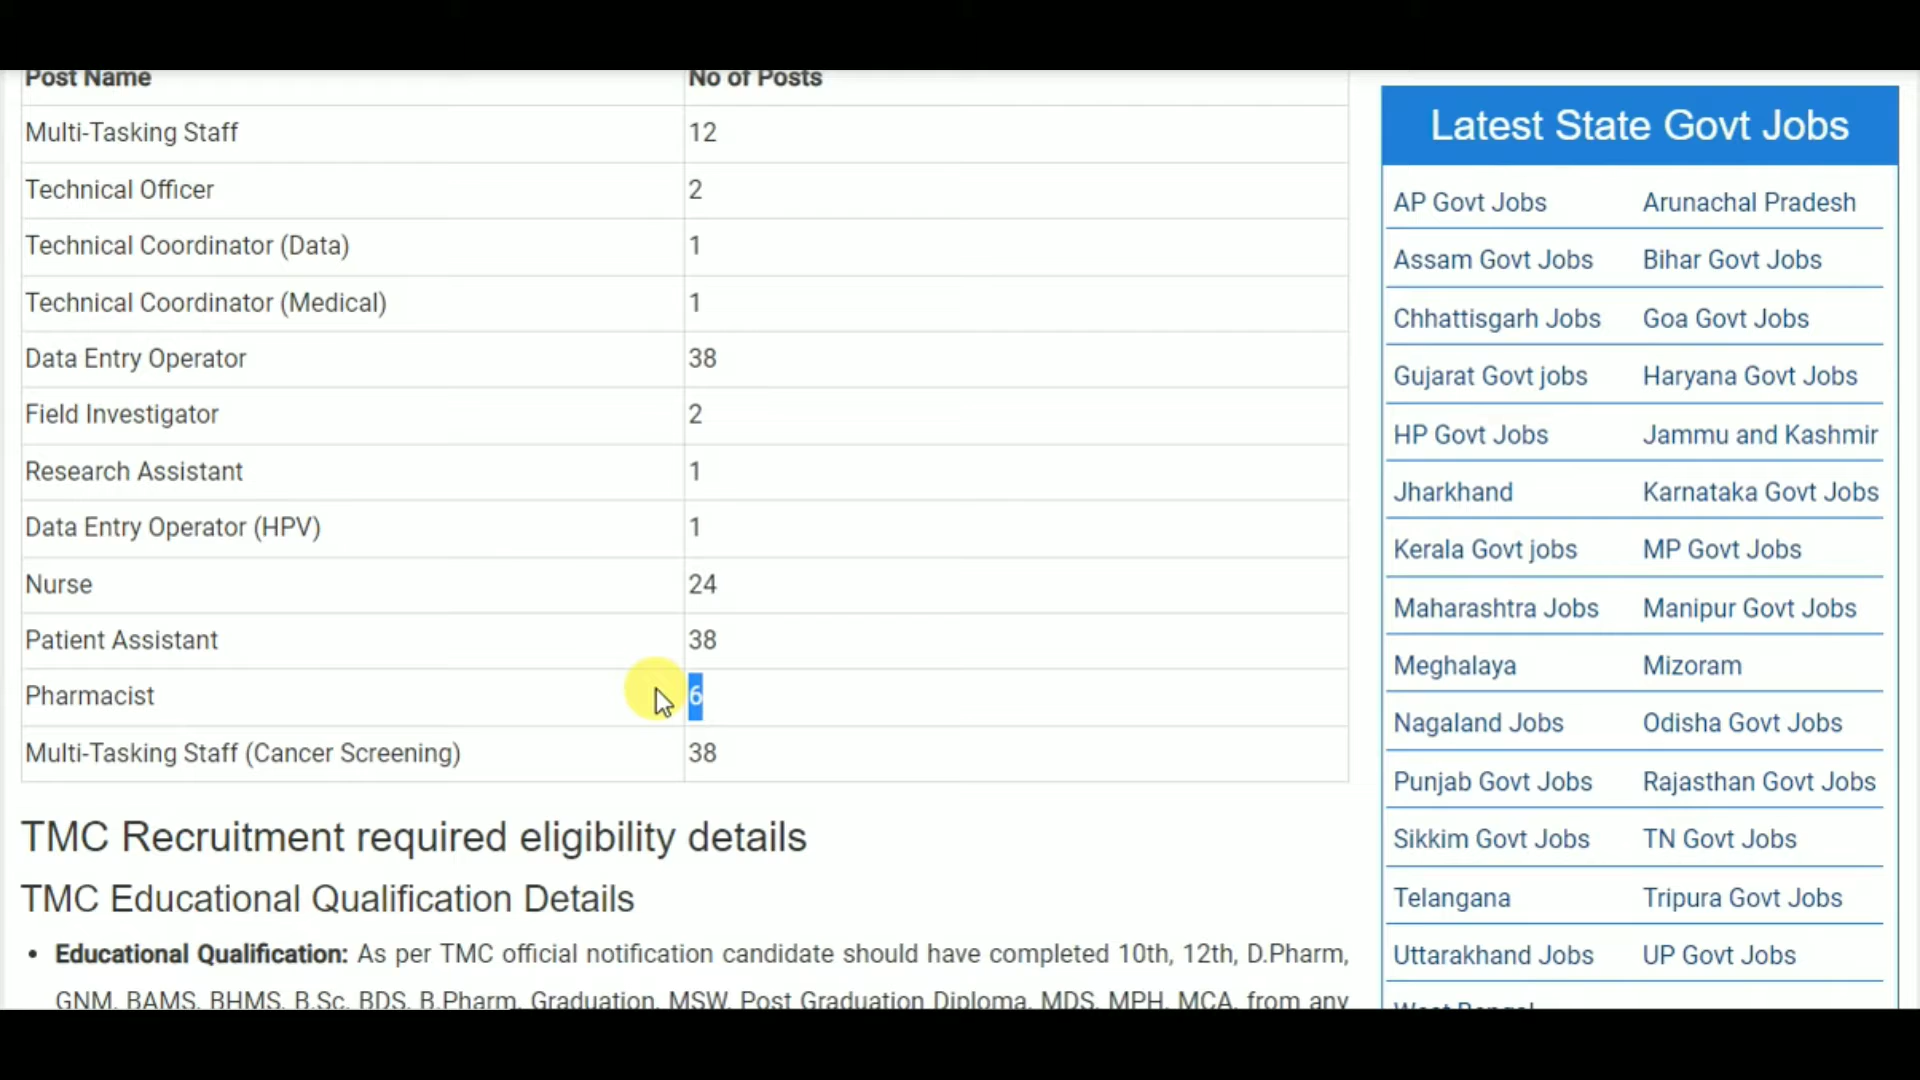 Post Name No of Posts
Multi-Tasking Staff 12
Technical Officer 2
Technical Coordinator (Data) 1
Technical Coordinator (Medical) 1
Data Entry Operator 38
Field Investigator 2
Research Assistant 1
Data Entry Operator (HPV) 1
Nurse 24
Patient Assistant 38
Pharmacist 6
Multi-Tasking Staff (Cancer Screening) 38
TMC Recruitment required eligibility details
TMC Educational Qualification Details
• Educational Qualification: As per TMC official notification candidate should have completed 10th, 12th, D.Pharm,
GNM, BAMS, BHMS, B.Sc, BDS, B.Pharm, Graduation, MSW, Post Graduation Diploma, MDS, MPH, MCA, from any
Latest State Govt Jobs
AP Govt Jobs Arunachal Pradesh
Assam Govt Jobs Bihar Govt Jobs
Chhattisgarh Jobs Goa Govt Jobs
Gujarat Govt jobs Haryana Govt Jobs
HP Govt Jobs Jammu and Kashmir
Jharkhand Karnataka Govt Jobs
Kerala Govt jobs MP Govt Jobs
Maharashtra Jobs Manipur Govt Jobs
Meghalaya Mizoram
Nagaland Jobs Odisha Govt Jobs
Punjab Govt Jobs Rajasthan Govt Jobs
Sikkim Govt Jobs TN Govt Jobs
Telangana Tripura Govt Jobs
Uttarakhand Jobs UP Govt Jobs
West Bengal